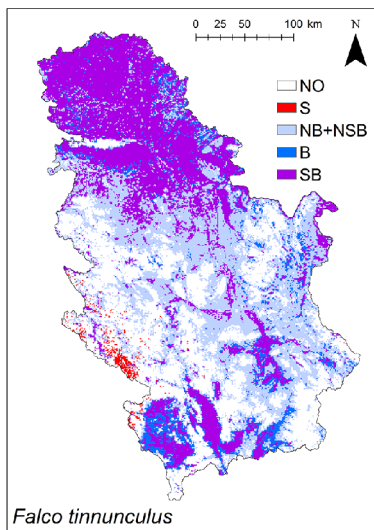 0 25 50 100 km
N
NO
S
NB+NSB
B
SB
Falco tinnunculus